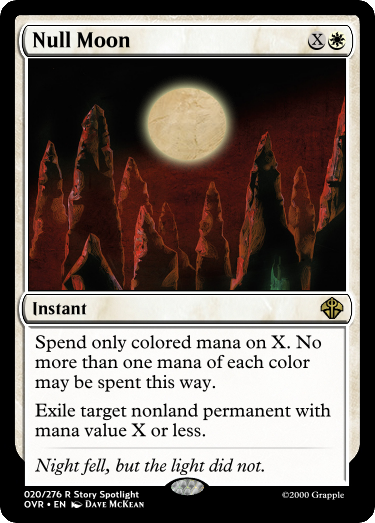 Null Moon
X
Instant
Spend only colored mana on X. No
more than one mana of each color
may be spent this way.
Exile target nonland permanent with
mana value X or less.
Night fell, but the light did not.
020/276 R Story Spotlight
OVR • EN Dave McKean
©2000 Grapple